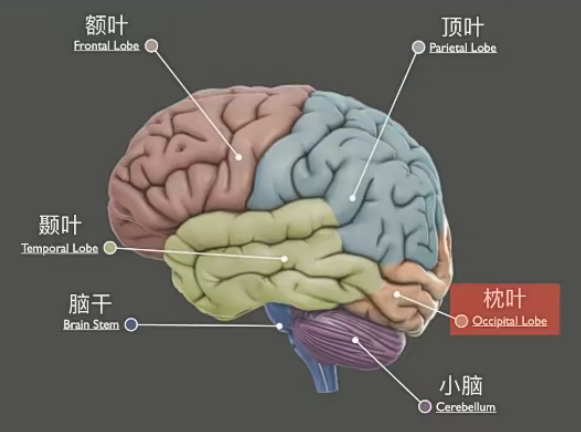 额叶
Frontal Lobe
顶叶
Parietal Lobe
颞叶
Temporal Lobe
脑干
Brain Stem
枕叶
Occipital Lobe
小脑
Cerebellum